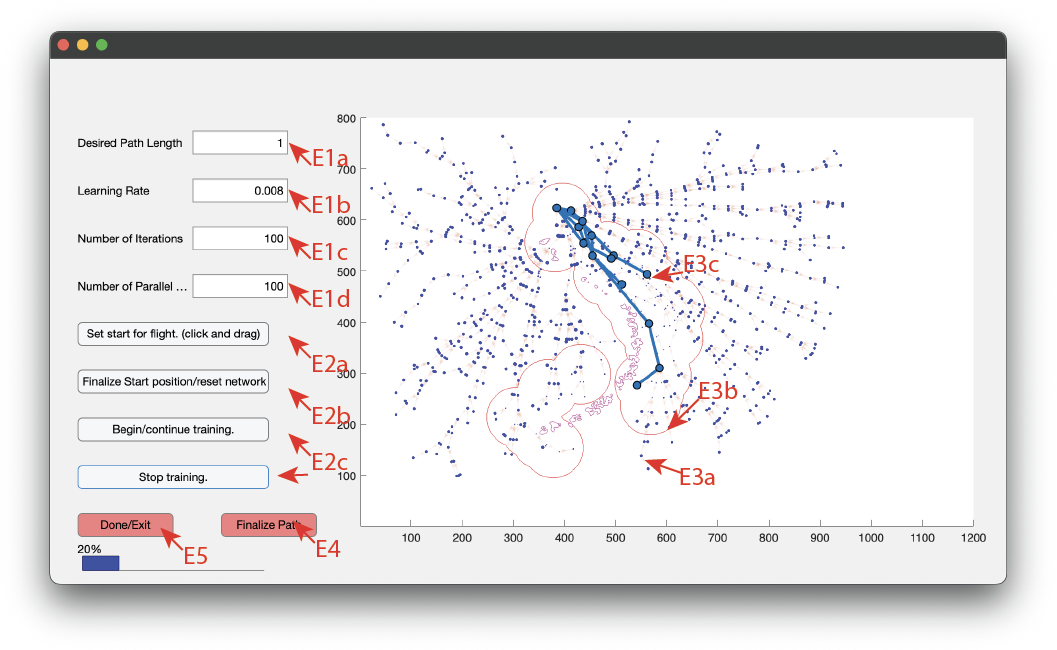 Desired Path Length 1 E1a
Learning Rate 0.008 E1b
Number of Iterations 100 E1c
Number of Parallel ... 100 E1d
Set start for flight. (click and drag) E2a
Finalize Start position/reset network E2b
Begin/continue training. E2c
Stop training.
Done/Exit E5
Finalize Path E4
20%
800
700
600
500
400
300
200
100
100 200 300 400 500 600 700 800 900 1000 1100 1200
E3c
E3b
E3a